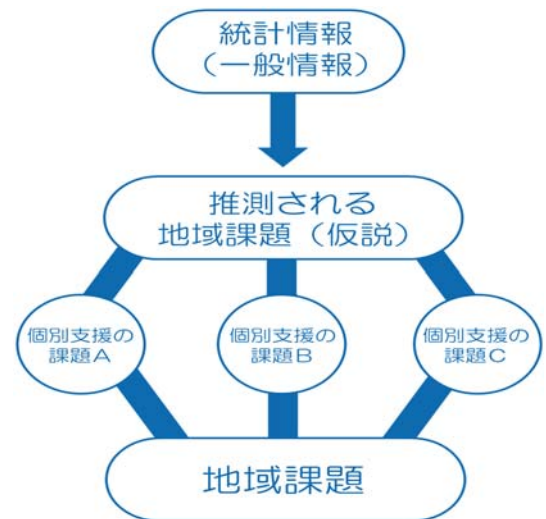 統計情報
（一般情報）
推測される
地域課題（仮説）
個別支援の
課題A
個別支援の
課題B
個別支援の
課題C
地域課題